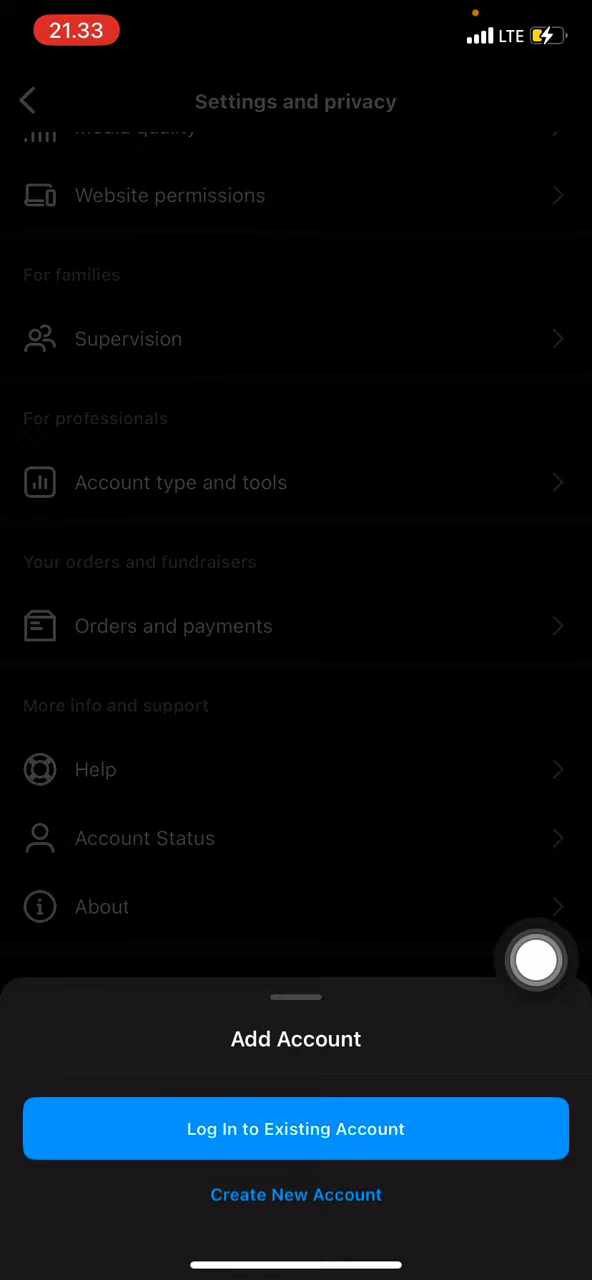 21.33
LTE
Settings and privacy
Media quality
Website permissions
For families
Supervision
For professionals
Account type and tools
Your orders and fundraisers
Orders and payments
More info and support
Help
Account Status
About
Add Account
Log In to Existing Account
Create New Account